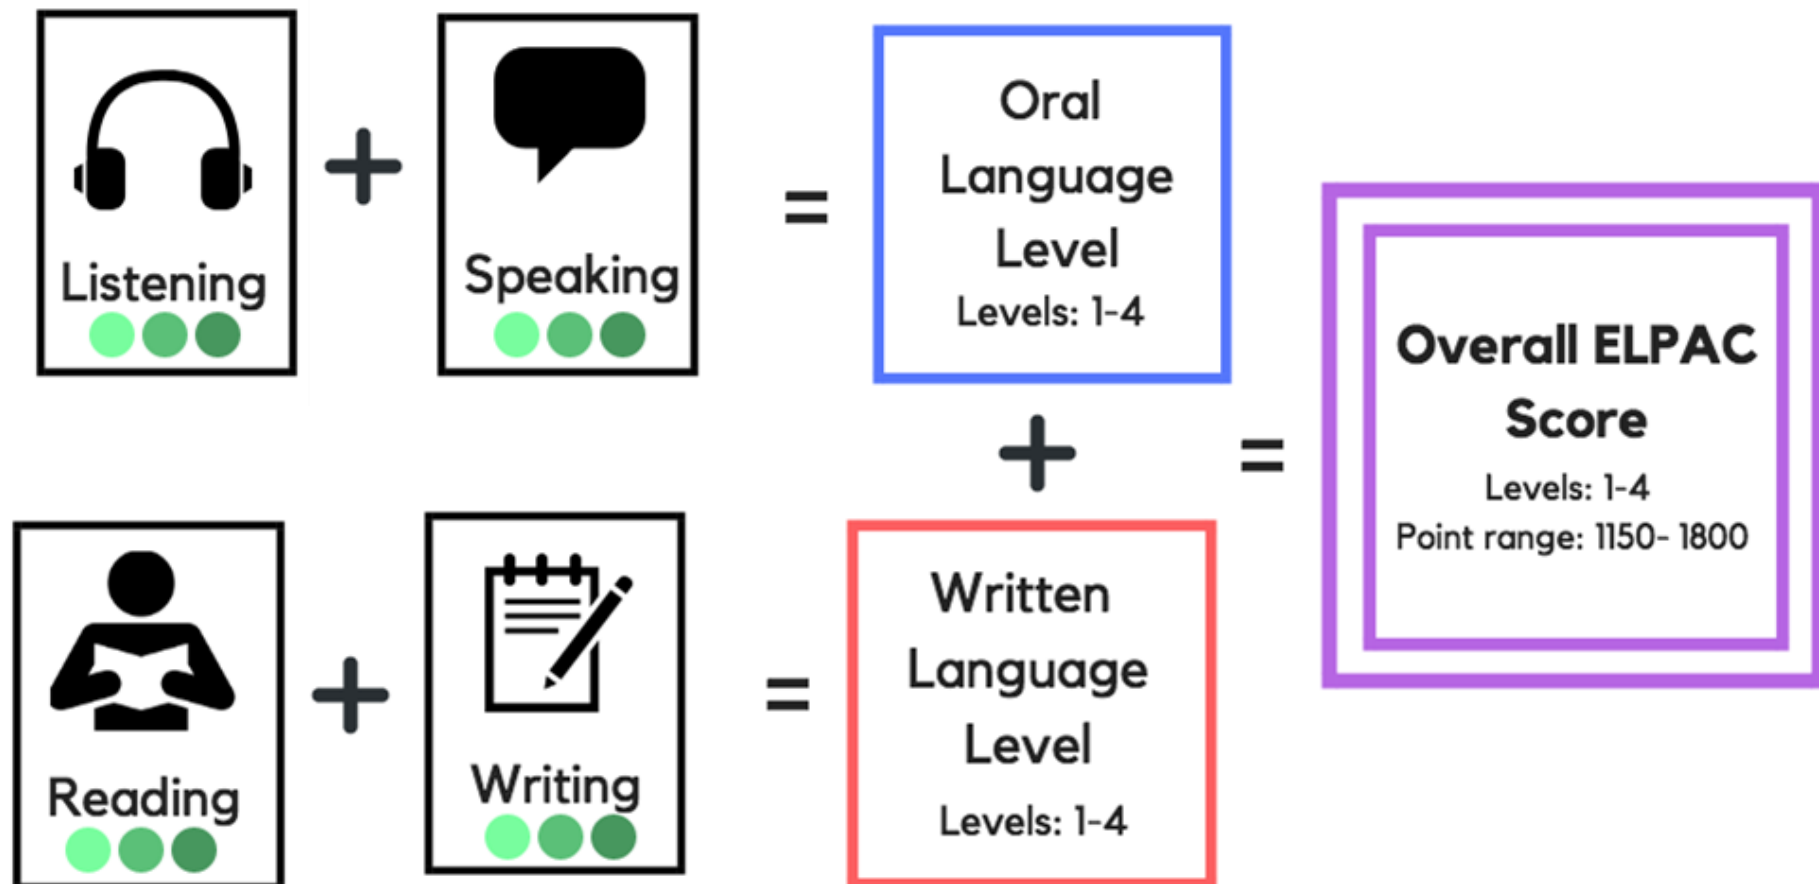 Listening
+
Speaking
=
Oral
Language
Level
Levels: 1-4
+
Reading
+
Writing
=
Written
Language
Level
Levels: 1-4
=
Overall ELPAC
Score
Levels: 1-4
Point range: 1150- 1800